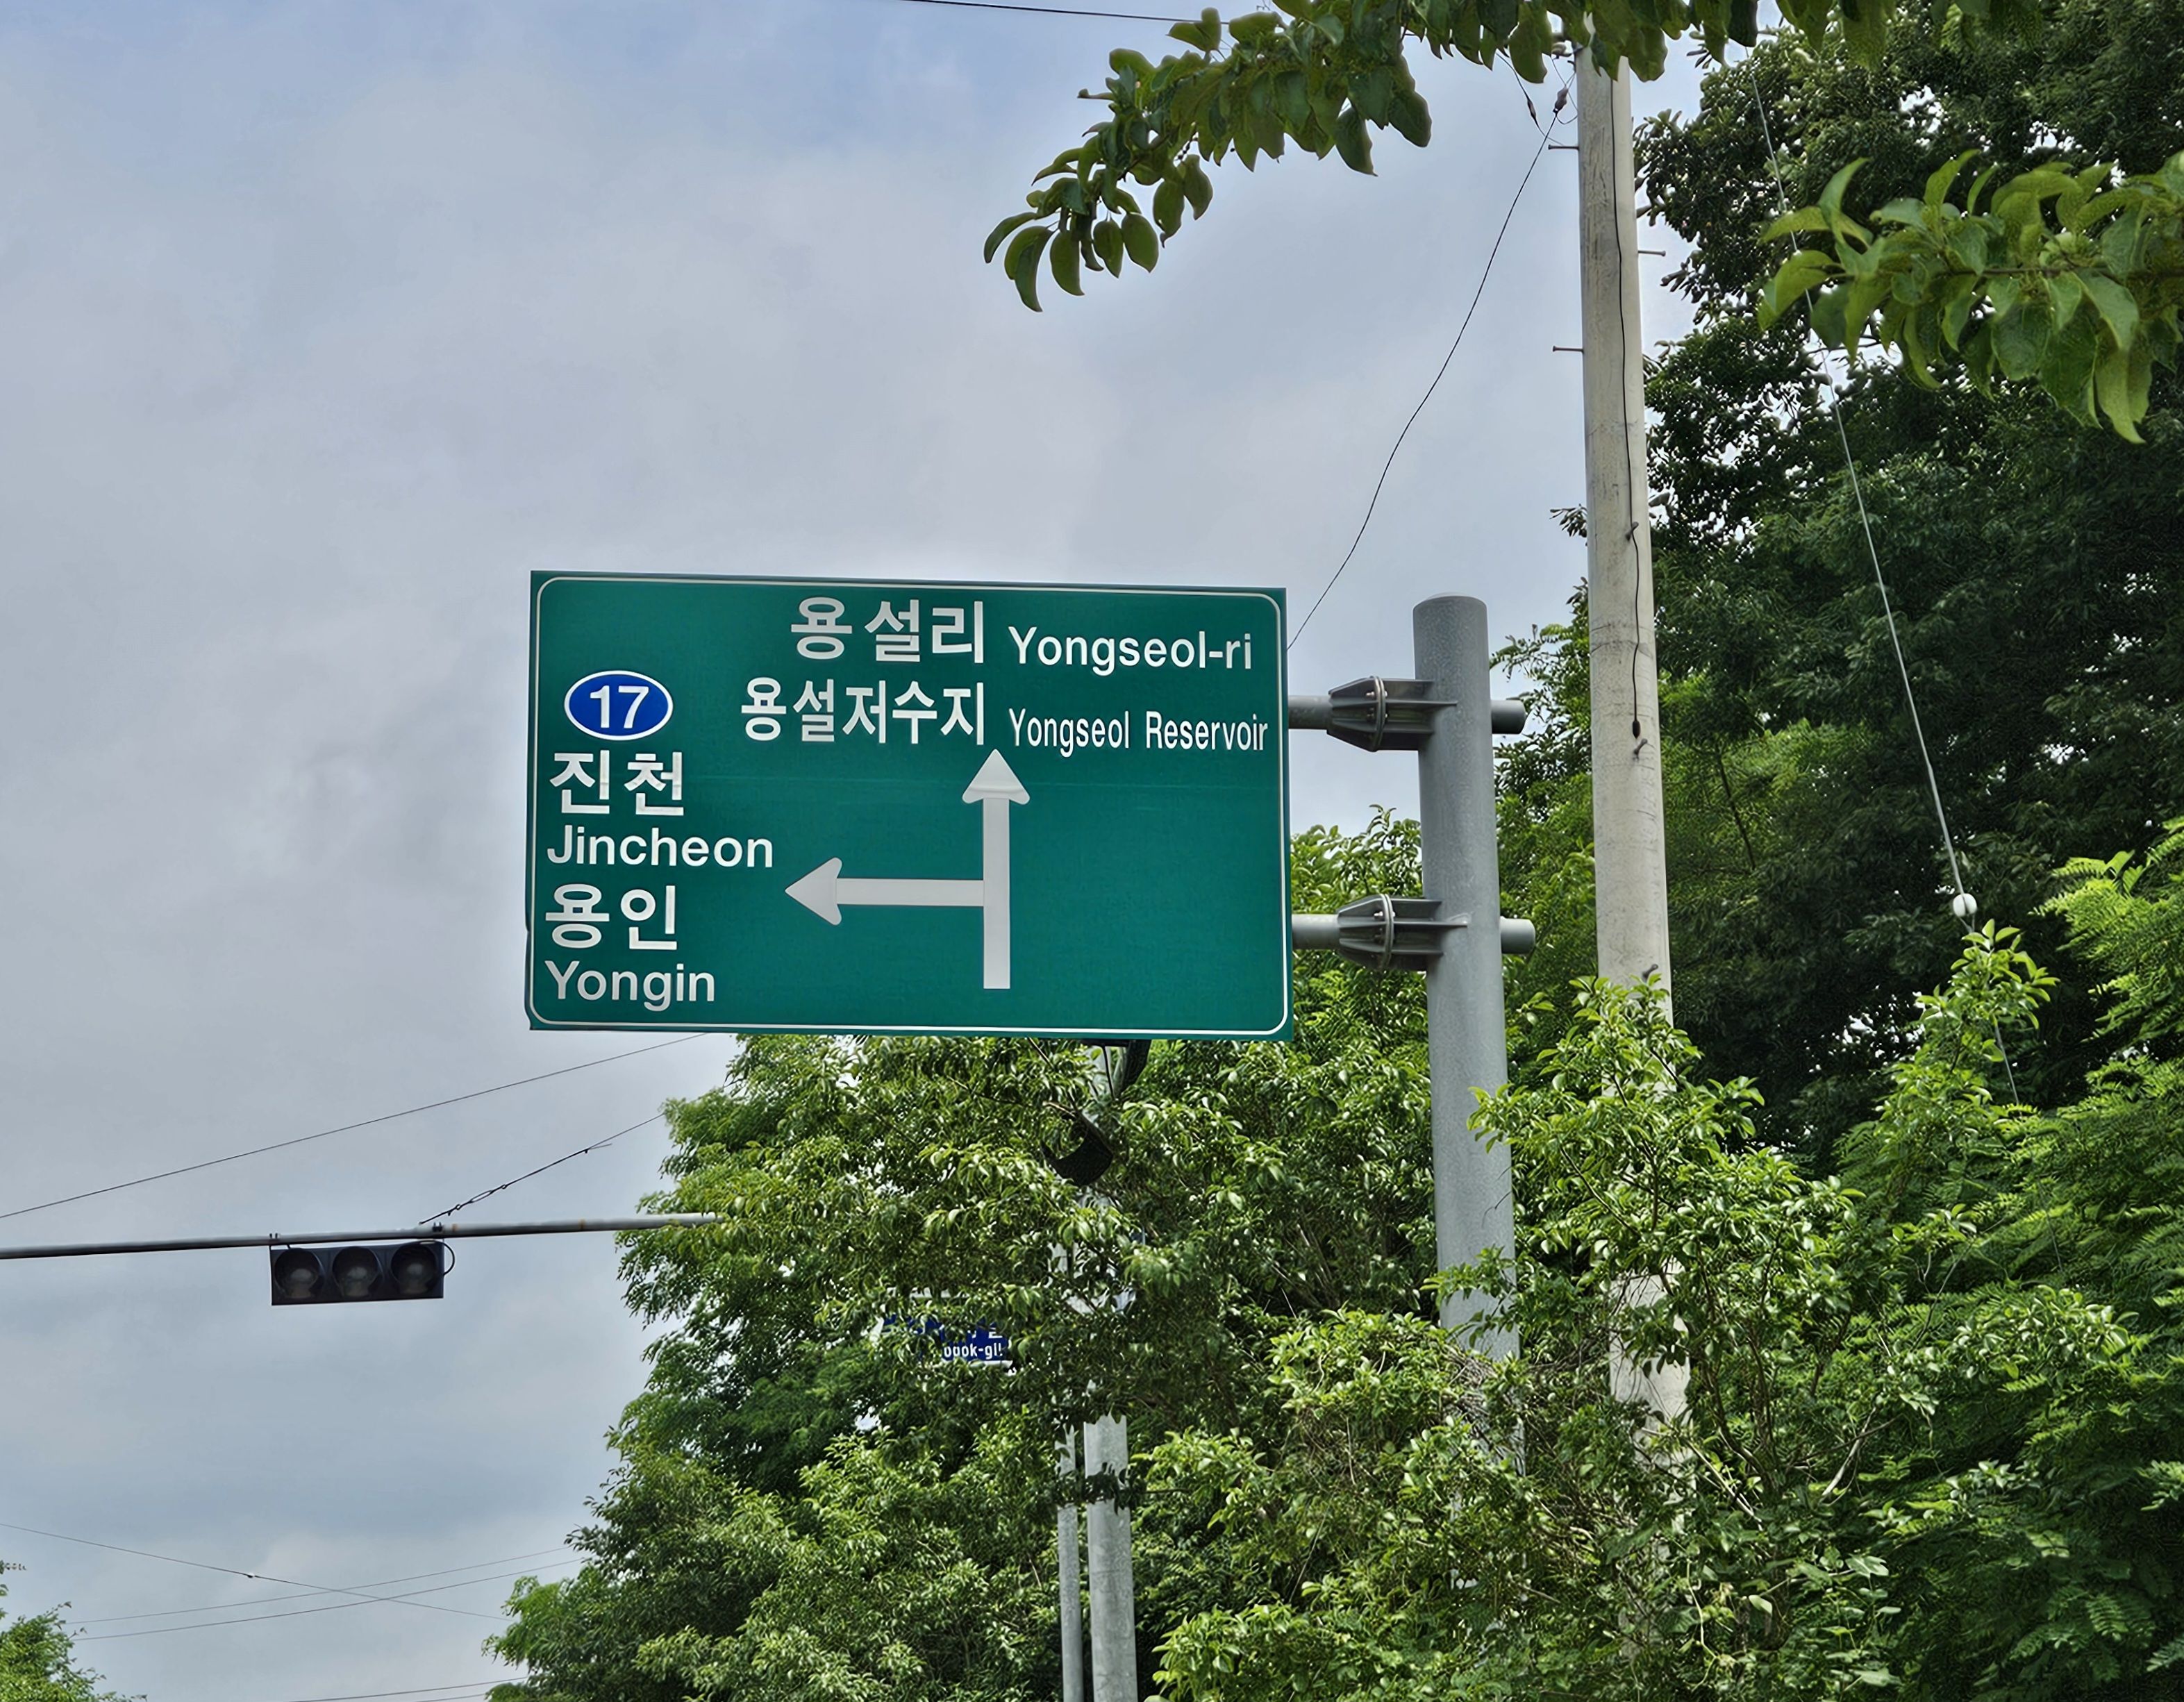 용설리 Yongseol-ri
용설저수지 Yongseol Reservoir
17
진천
Jincheon
용인
Yongin